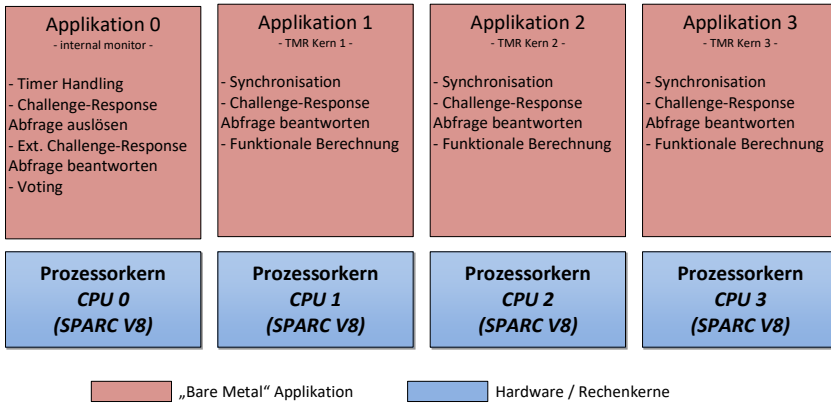 Applikation 0
- internal monitor -
- Timer Handling
- Challenge-Response
Abfrage auslösen
- Ext. Challenge-Response
Abfrage beantworten
- Voting
Applikation 1
- TMR Kern 1 -
- Synchronisation
- Challenge-Response
Abfrage beantworten
- Funktionale Berechnung
Applikation 2
- TMR Kern 2 -
- Synchronisation
- Challenge-Response
Abfrage beantworten
- Funktionale Berechnung
Applikation 3
- TMR Kern 3 -
- Synchronisation
- Challenge-Response
Abfrage beantworten
- Funktionale Berechnung
Prozessorkern
CPU 0
(SPARC V8)
Prozessorkern
CPU 1
(SPARC V8)
Prozessorkern
CPU 2
(SPARC V8)
Prozessorkern
CPU 3
(SPARC V8)
„Bare Metal“ Applikation
Hardware / Rechenkerne